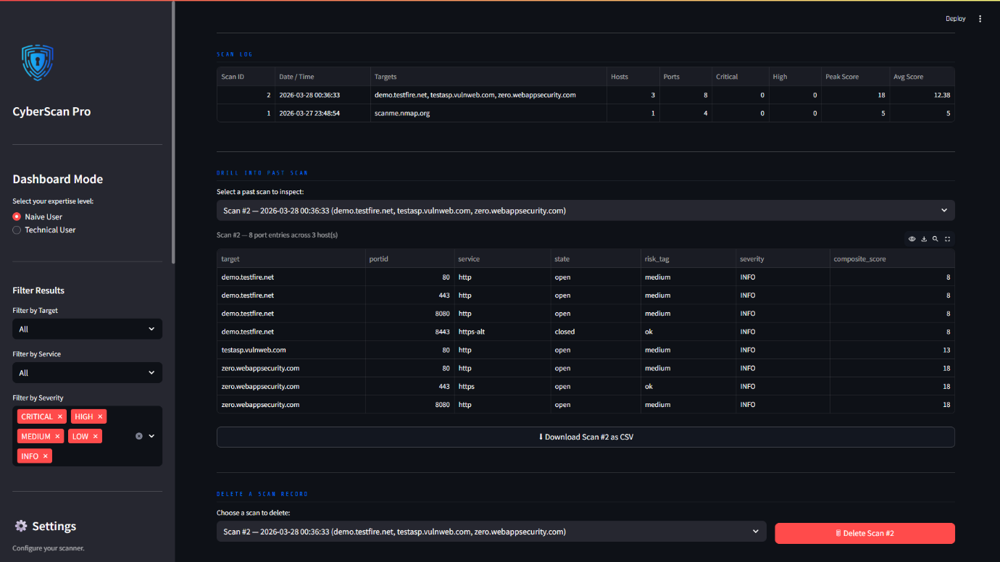 Deploy
CyberScan Pro
Dashboard Mode
Select your expertise level:
Naive User
Technical User
Filter Results
Filter by Target
All
Filter by Service
All
Filter by Severity
CRITICAL × HIGH ×
MEDIUM × LOW ×
INFO ×
Settings
Configure your scanner.
SCAN LOG
Scan ID Date / Time Targets Hosts Ports Critical High Peak Score Avg Score
2 2026-03-28 00:36:33 demo.testfire.net, testasp.vulnweb.com, zero.webappsecurity.com 3 8 0 0 18 12.38
1 2026-03-27 23:48:54 scanme.nmap.org 1 4 0 0 5 5
DRILL INTO PAST SCAN
Select a past scan to inspect:
Scan #2 — 2026-03-28 00:36:33 (demo.testfire.net, testasp.vulnweb.com, zero.webappsecurity.com)
Scan #2 — 8 port entries across 3 host(s)
target portid service state risk_tag severity composite_score
demo.testfire.net 80 http open medium INFO 8
demo.testfire.net 443 http open medium INFO 8
demo.testfire.net 8080 http open medium INFO 8
demo.testfire.net 8443 https-alt closed ok INFO 8
testasp.vulnweb.com 80 http open medium INFO 13
zero.webappsecurity.com 80 http open medium INFO 18
zero.webappsecurity.com 443 https open ok INFO 18
zero.webappsecurity.com 8080 http open medium INFO 18
⬇ Download Scan #2 as CSV
DELETE A SCAN RECORD
Choose a scan to delete:
Scan #2 — 2026-03-28 00:36:33 (demo.testfire.net, testasp.vulnweb.com, zero.webappsecurity.com)
🗑 Delete Scan #2